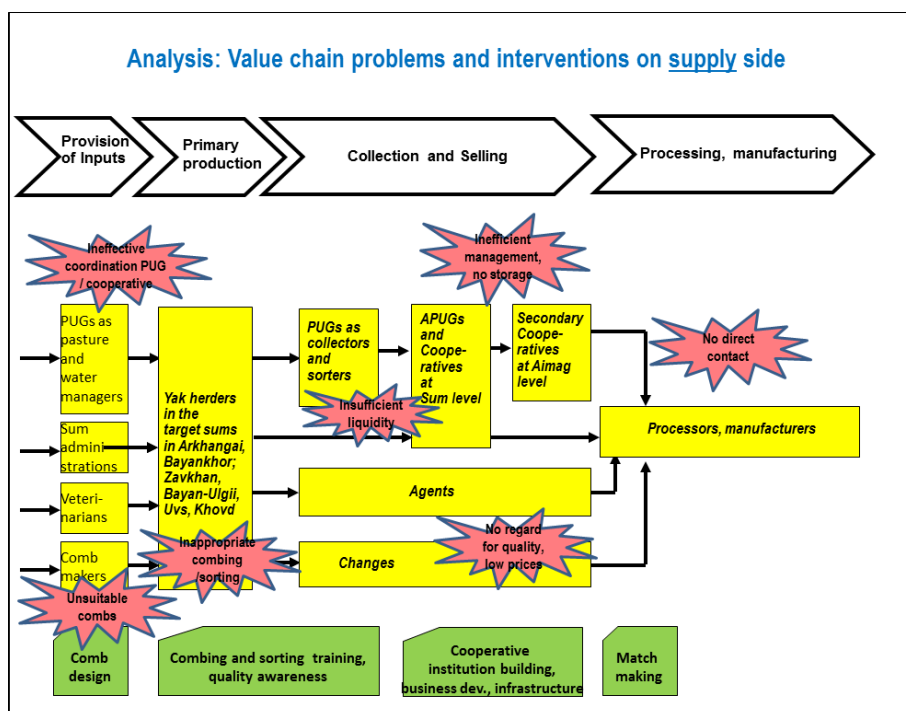 Analysis: Value chain problems and interventions on supply side
Provision
of Inputs
Primary
production
Collection and Selling
Processing, manufacturing
Ineffective
coordination PUG
/ cooperative
Inefficient
management,
no storage
PUGs as
pasture and
water
managers
Yak herders
in the
target sums
in Arkhangai,
Bayankhor;
Zavkhan,
Bayan-Ulgii,
Uvs, Khovd
PUGs as
collectors
and
sorters
APUGs
and
Coope-
ratives
at
Sum level
Secondary
Coope-
ratives
at Aimag
level
No direct
contact
Insufficient
liquidity
Sum
admini
strations
Processors, manufacturers
Veteri-
narians
Agents
Comb
makers
Inappropriate
combing
/sorting
Changes
No regard
for quality,
low prices
Unsuitable
combs
Comb
design
Combing and sorting training,
quality awareness
Cooperative
institution building,
business dev., infrastructure
Match
making